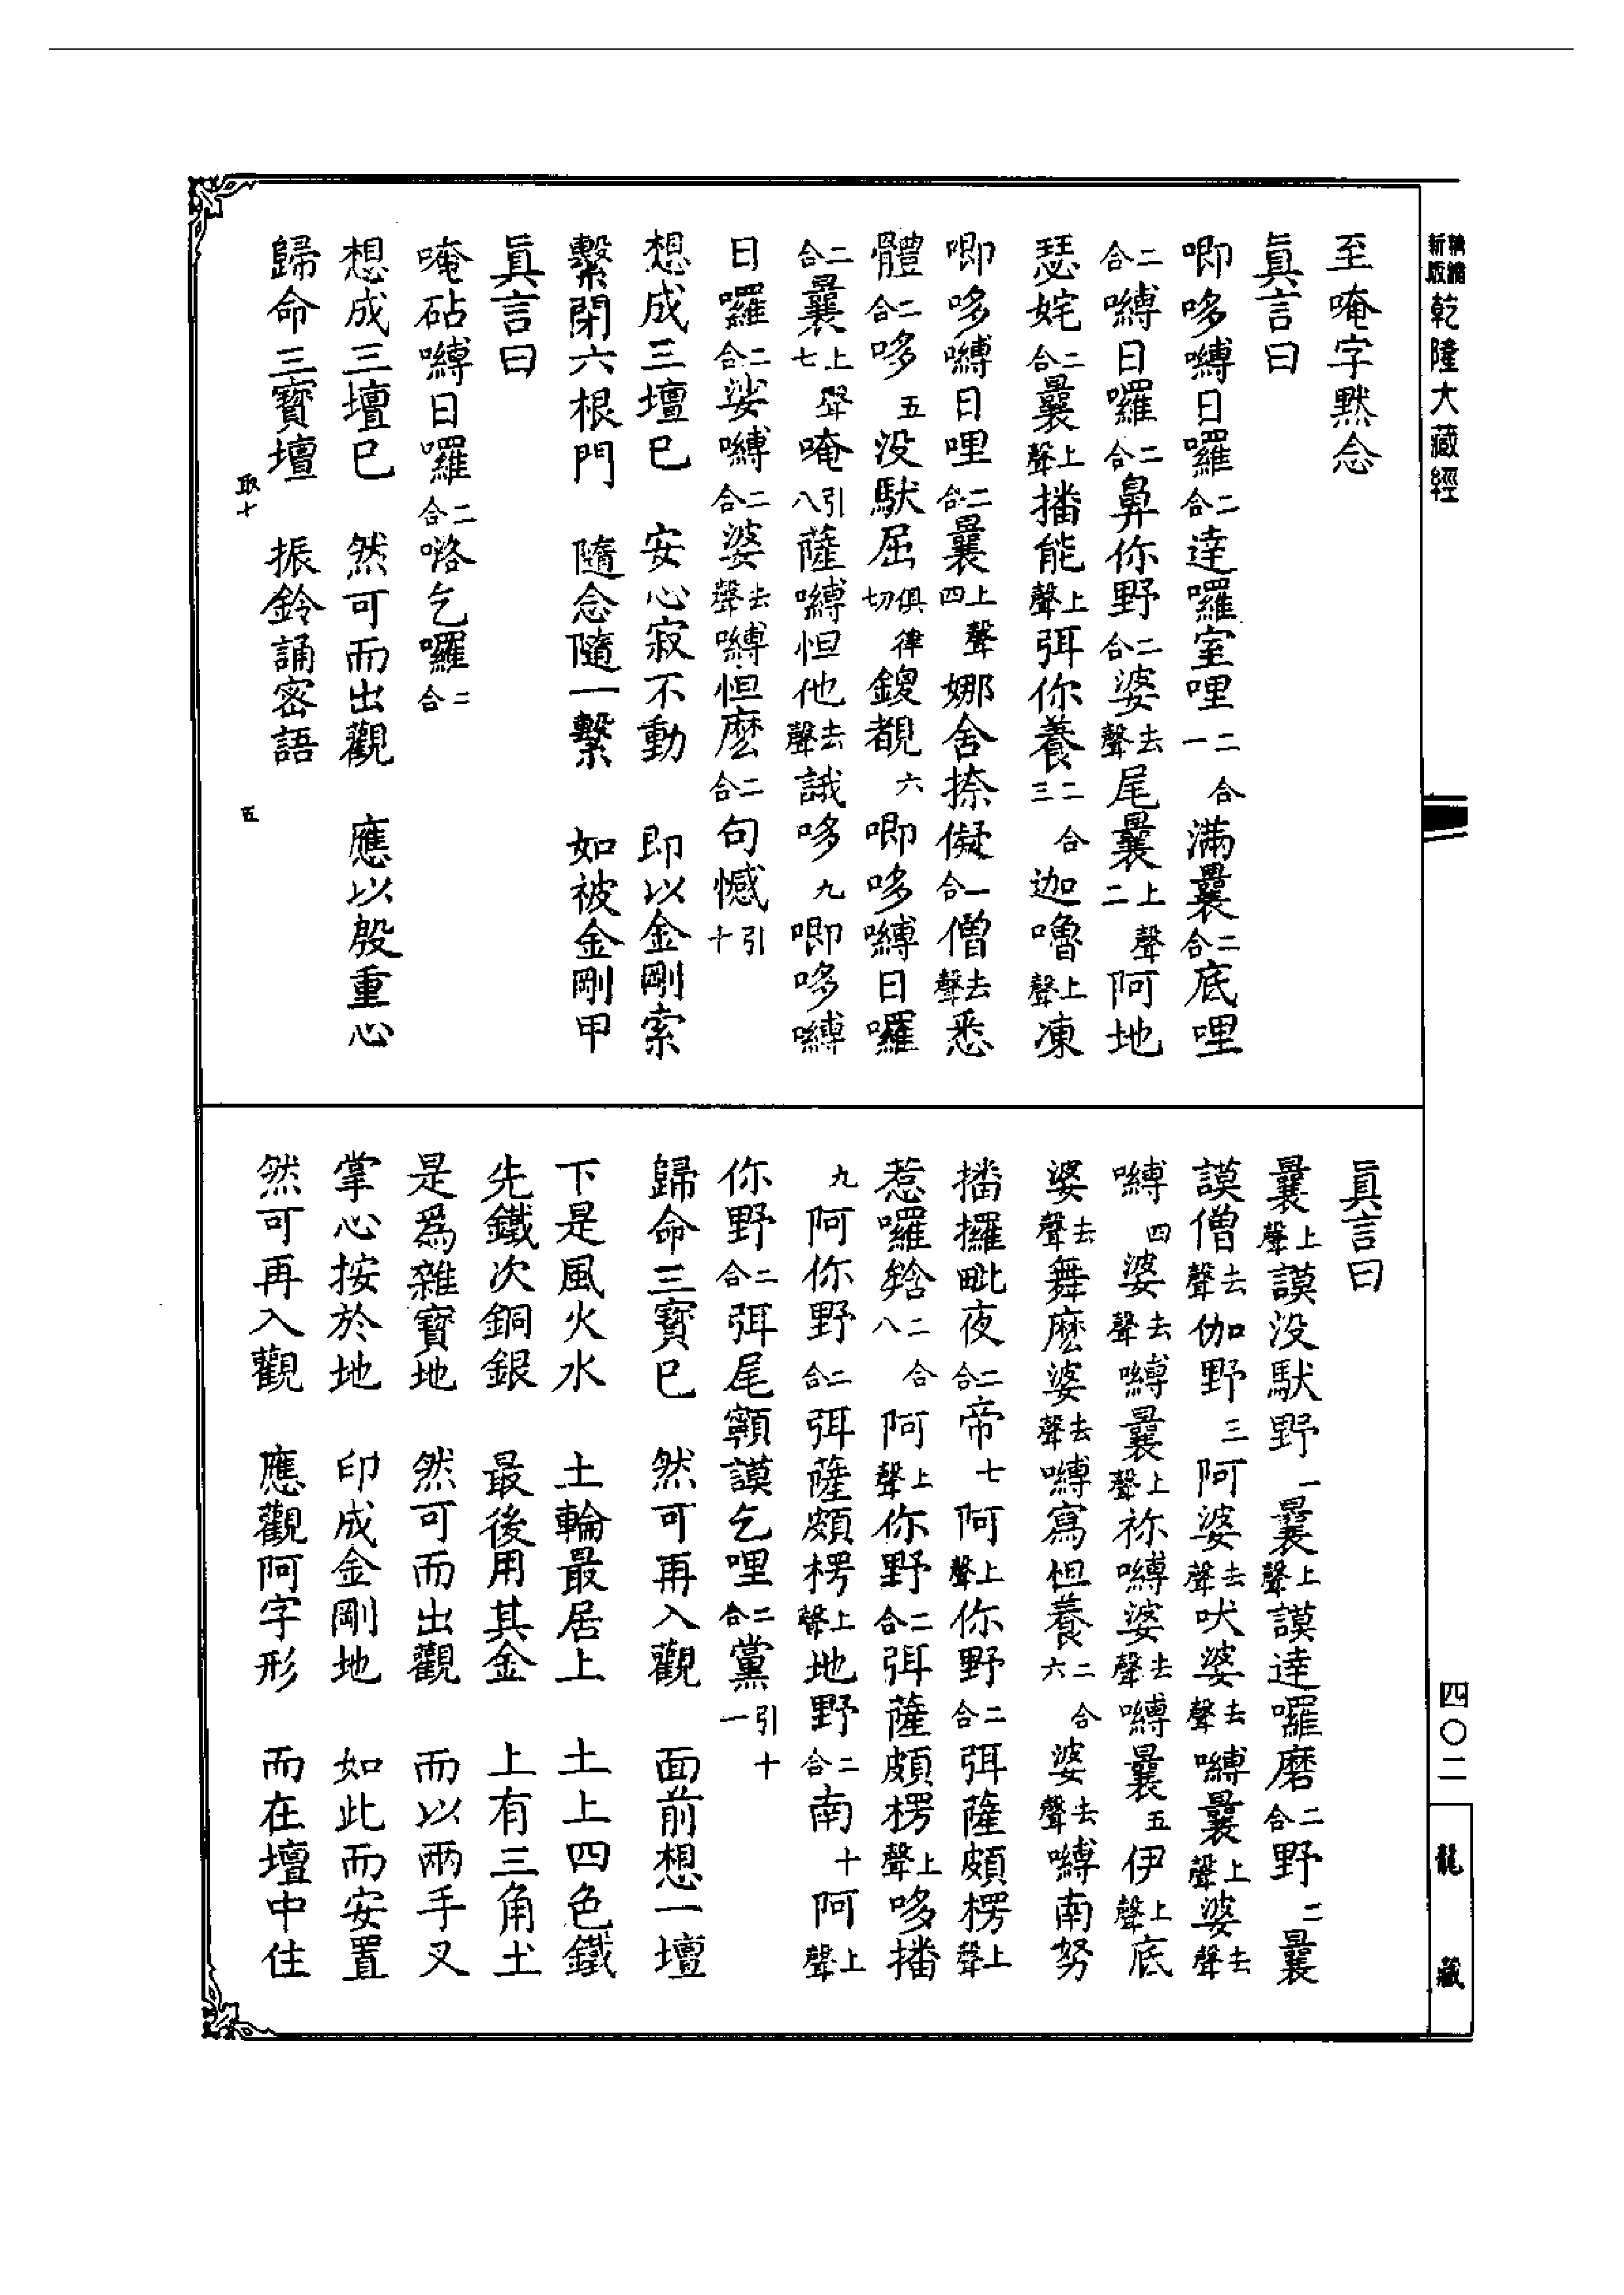 新編縮版乾隆大藏經
至唵字默念
眞言曰
唧哆嚩日囉二合達囉室哩二合一滿曩二合底哩
二合嚩日囉二合鼻你野二合婆去聲尾曩上聲二阿地
瑟姹二合曩上聲播能上聲弭你養二合三迦嚕上聲凍
唧哆嚩日哩二合曩上聲四娜舍捺儗一合僧去聲悉
體二合哆五没馱屈俱律切鑁覩六唧哆嚩日囉
二合曩上聲七唵引八薩嚩怛他去聲誐哆九唧哆嚩
日囉二合娑嚩二合婆去聲嚩怛麽二合句憾引十
想成三壇已　安心寂不動　即以金剛索
繫閉六根門　隨念隨一繫　如被金剛甲
眞言曰
唵砧嚩日囉二合咯乞囉二合
想成三壇已　然可而出觀　應以殷重心
歸命三寶壇　振鈴誦密語
取十　五
眞言曰
曩上聲謨没馱野一曩上聲謨達囉磨二合野二曩
謨僧去聲伽野三阿婆去聲吠婆去聲嚩曩上聲婆去聲
嚩四婆去聲嚩曩上聲祢嚩婆去聲嚩曩五伊上聲底
婆去聲舞麽婆去聲嚩寫怛養二合六婆去聲嚩南努
播攞毗夜二合帝七阿上聲你野二合弭薩頗楞上聲
惹囉貟二合八阿上聲你野二合弭薩頗楞上聲哆播
九阿你野二合弭薩頗楞上聲地野二合南十阿上聲
你野二合弭尾顙謨乞哩二合黨引十一
歸命三寶已　然可再入觀　面前想一壇
下是風火水　土輪最居上　土上四色鐵
先鐵次銅銀　最後用其金　上有三角土
是爲雜寶地　然可而出觀　而以兩手叉
掌心按於地　印成金剛地　如此而安置
然可再入觀　應觀阿字形　而在壇中住
四〇二
龍藏